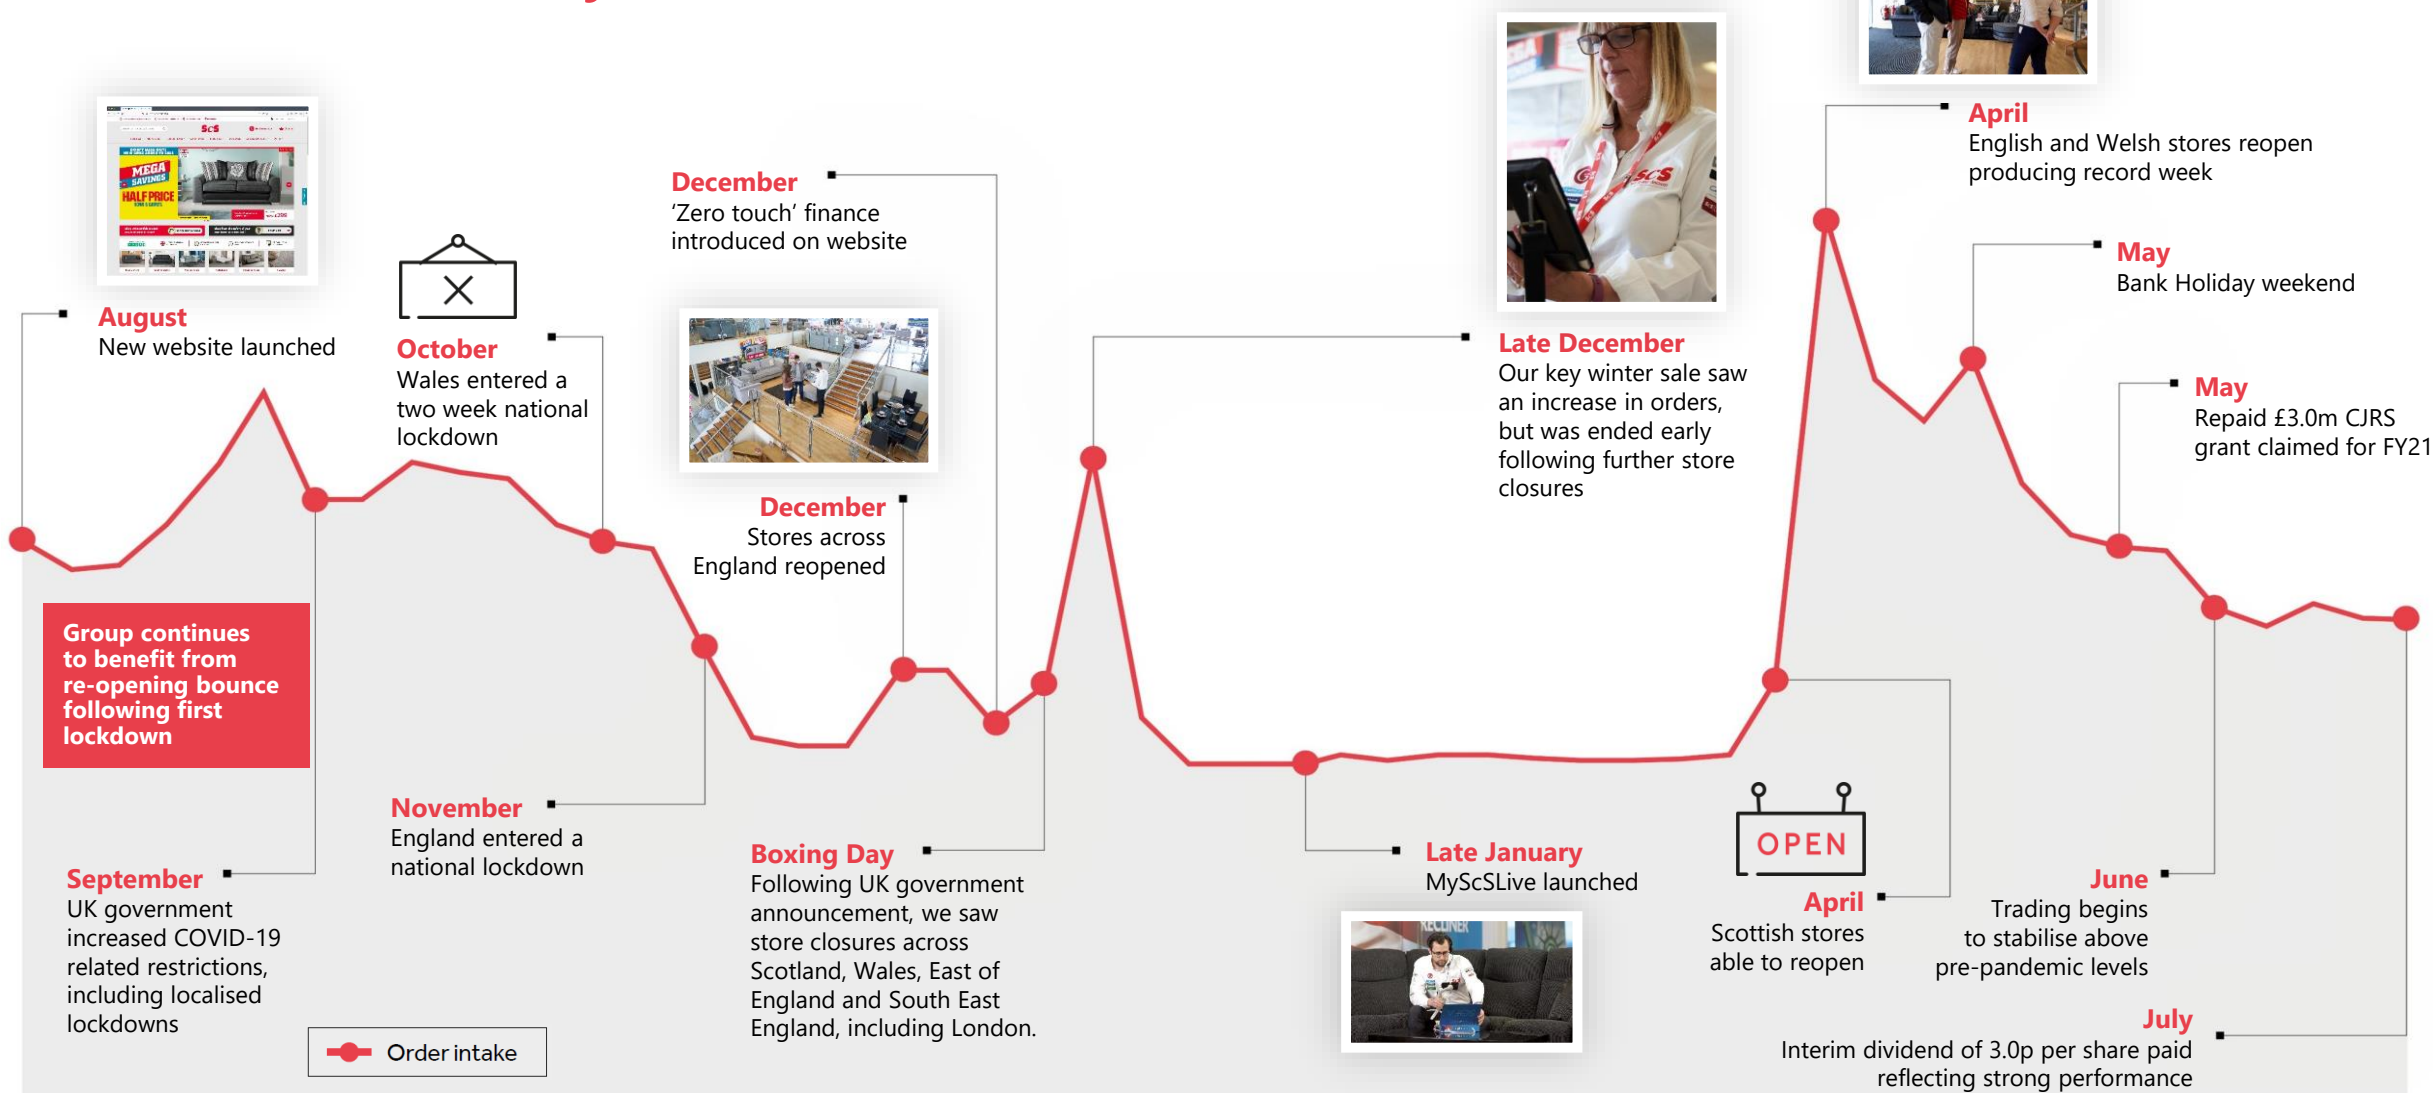 ScS
MEGA
SAVINGS
HALF PRICE
August
New website launched
October
Wales entered a
two week national
lockdown
December
'Zero touch' finance
introduced on website
December
Stores across
England reopened
ScS
Late December
Our key winter sale saw
an increase in orders,
but was ended early
following further store
closures
April
English and Welsh stores reopen
producing record week
May
Bank Holiday weekend
May
Repaid £3.0m CJRS
grant claimed for FY21
Group continues
to benefit from
re-opening bounce
following first
lockdown
September
UK government
increased COVID-19
related restrictions,
including localised
lockdowns
November
England entered a
national lockdown
Boxing Day
Following UK government
announcement, we saw
store closures across
Scotland, Wales, East of
England and South East
England, including London.
Late January
MyScSLive launched
RECLINER
OPEN
April
Scottish stores
able to reopen
June
Trading begins
to stabilise above
pre-pandemic levels
July
Interim dividend of 3.0p per share paid
reflecting strong performance
Order intake